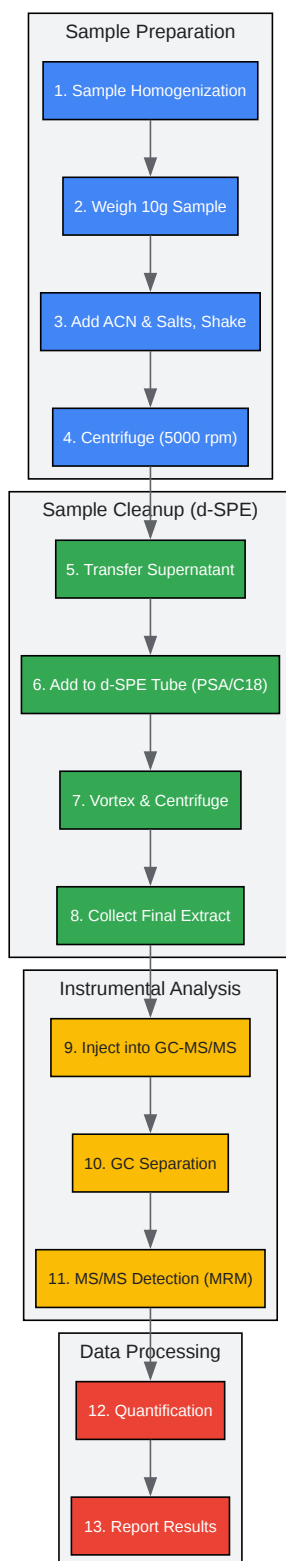 Sample Preparation
1. Sample Homogenization
2. Weigh 10g Sample
3. Add ACN & Salts, Shake
4. Centrifuge (5000 rpm)
Sample Cleanup (d-SPE)
5. Transfer Supernatant
6. Add to d-SPE Tube (PSA/C18)
7. Vortex & Centrifuge
8. Collect Final Extract
Instrumental Analysis
9. Inject into GC-MS/MS
10. GC Separation
11. MS/MS Detection (MRM)
Data Processing
12. Quantification
13. Report Results